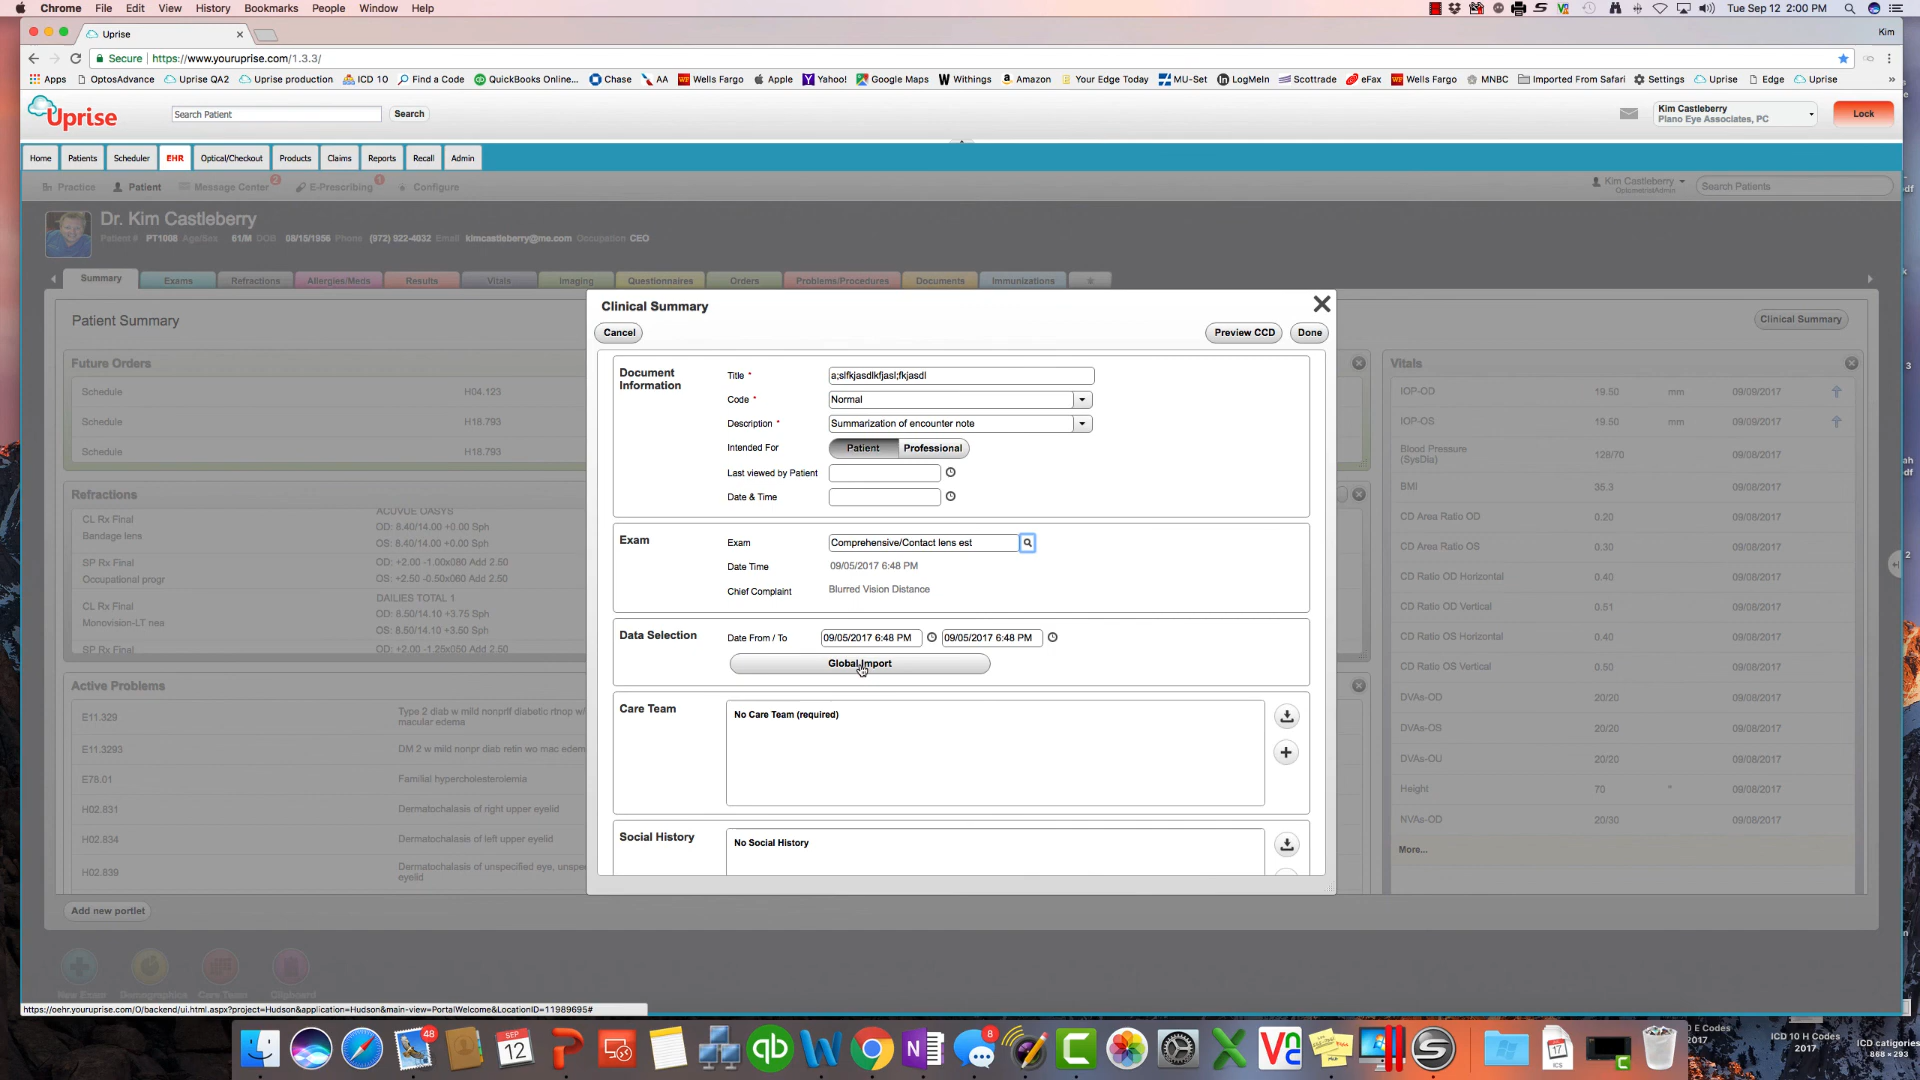 Chrome File Edit View History Bookmarks People Window Help
Tue Sep 12 2:00 PM
Uprise
Kim
Secure https://www.youruprise.com/1.3.3/
Apps OptosAdvance Uprise QA2 Uprise production ICD 10 Find a Code QuickBooks Online... Chase AA Wells Fargo Apple Yahoo! Google Maps Withings Amazon Your Edge Today MU-Set LogMeIn Scottrade eFax Wells Fargo MNBC Imported From Safari Settings Uprise Edge Uprise »
Uprise
Search Patient
Search
Kim Castleberry
Plano Eye Associates, PC
Lock
Home Patients Scheduler EHR Optical/Checkout Products Claims Reports Recall Admin
Practice Patient Message Center 2 E-Prescribing 1 Configure
Kim Castleberry
OptometristAdmin
Search Patients
Dr. Kim Castleberry
Patient # PT1008 Age/Sex 61/M DOB 08/15/1956 Phone (972) 922-4032 Email kimcastleberry@me.com Occupation CEO
Summary Exams Refractions Allergies/Meds Results Vitals Imaging Questionnaires Orders Problems/Procedures Documents Immunizations
Patient Summary
Clinical Summary
Future Orders
Schedule H04.123
Schedule H18.793
Schedule H18.793
Refractions
CL Rx Final
Bandage lens
ACUVUE OASYS
OD: 8.40/14.00 +0.00 Sph
OS: 8.40/14.00 +0.00 Sph
SP Rx Final
Occupational progr
OD: +2.00 -1.00x080 Add 2.50
OS: +2.50 -0.50x060 Add 2.50
CL Rx Final
Monovision-LT nea
DAILIES TOTAL 1
OD: 8.50/14.10 +3.75 Sph
OS: 8.50/14.10 +3.50 Sph
SP Rx Final OD: +2.00 -1.25x050 Add 2.50
Active Problems
E11.329 Type 2 diab w mild nonprlf diabetic rtnop w/
macular edema
E11.3293 DM 2 w mild nonpr diab retin wo mac edem
E78.01 Familial hypercholesterolemia
H02.831 Dermatochalasis of right upper eyelid
H02.834 Dermatochalasis of left upper eyelid
H02.839 Dermatochalasis of unspecified eye, unspe
eyelid
Add new portlet
Clinical Summary
Cancel
Preview CCD
Done
Document
Information
Title * a;slfkjasdlkfjasl;fkjasdl
Code * Normal
Description * Summarization of encounter note
Intended For Patient Professional
Last viewed by Patient
Date & Time
Exam
Exam Comprehensive/Contact lens est
Date Time 09/05/2017 6:48 PM
Chief Complaint Blurred Vision Distance
Data Selection
Date From / To 09/05/2017 6:48 PM 09/05/2017 6:48 PM
Global Import
Care Team
No Care Team (required)
Social History
No Social History
Vitals
IOP-OD 19.50 mm 09/09/2017
IOP-OS 19.50 mm 09/09/2017
Blood Pressure
(SysDia) 128/70 09/08/2017
BMI 35.3 09/08/2017
CD Area Ratio OD 0.20 09/08/2017
CD Area Ratio OS 0.30 09/08/2017
CD Ratio OD Horizontal 0.40 09/08/2017
CD Ratio OD Vertical 0.51 09/08/2017
CD Ratio OS Horizontal 0.40 09/08/2017
CD Ratio OS Vertical 0.50 09/08/2017
DVAs-OD 20/20 09/08/2017
DVAs-OS 20/20 09/08/2017
DVAs-OU 20/20 09/08/2017
Height 70 " 09/08/2017
NVAs-OD 20/30 09/08/2017
More...
New Exam Demographics Care Team Clipboard
https://oehr.youruprise.com/O/backend/ui.html.aspx?project=Hudson&application=Hudson&main-view=PortalWelcome&LocationID=11989695#
48
SEP
12
8
17
ICS
0 E Codes
2017
ICD 10 H Codes
2017
ICD catigories
868 × 293